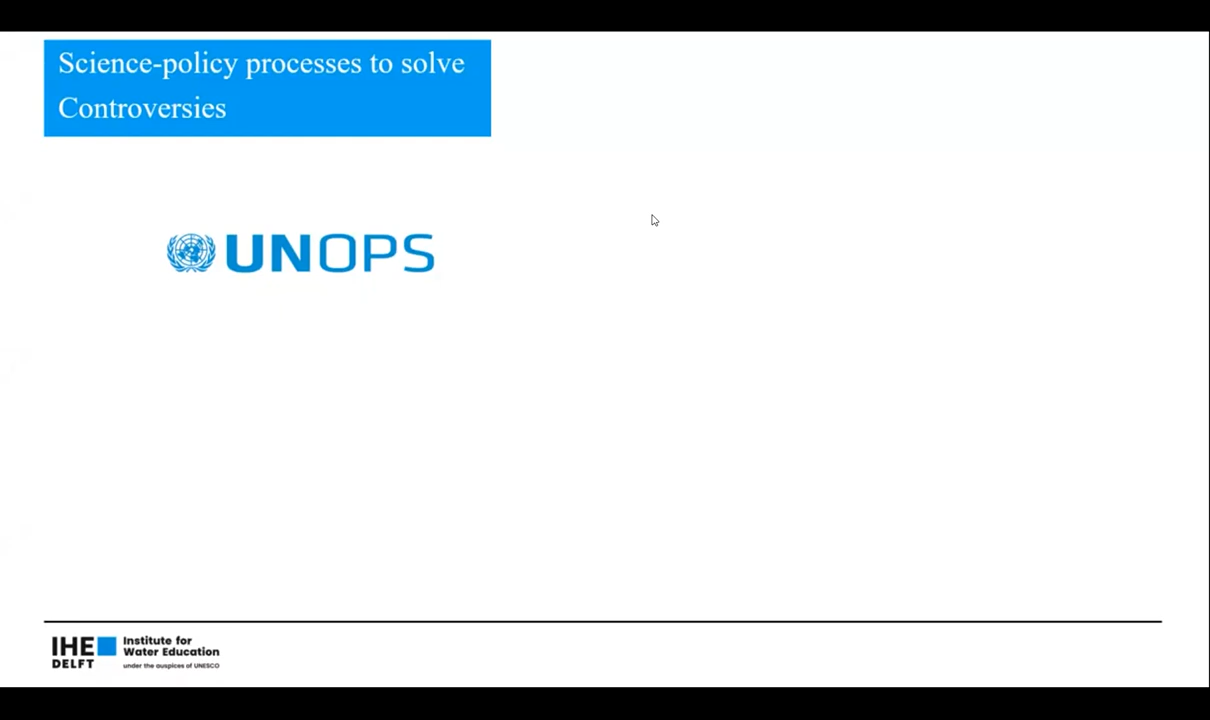 Science-policy processes to solve
Controversies
UNOPS
IHE
DELFT
Institute for
Water Education
under the auspices of UNESCO